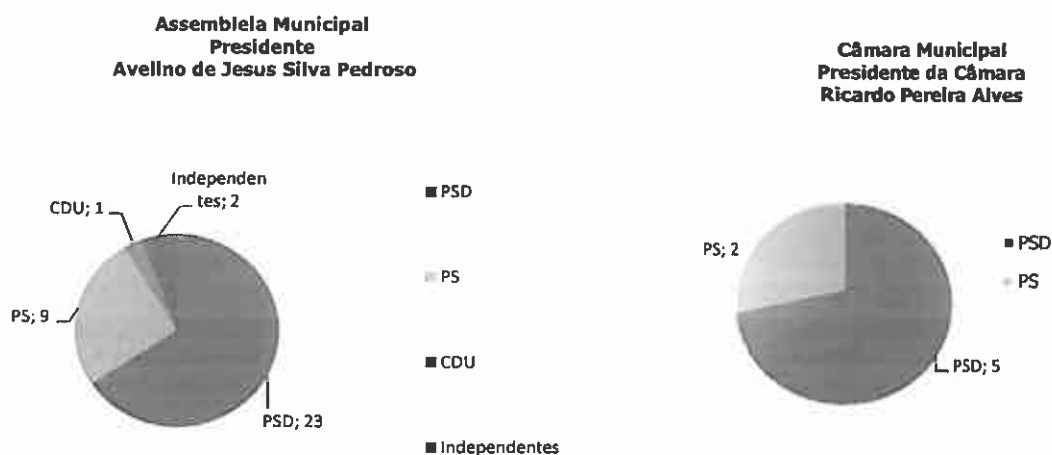 Assembleia Municipal
Presidente
Avelino de Jesus Silva Pedroso
Independen
tes; 2
CDU; 1
PS; 9
PSD; 23
PSD
PS
CDU
Independentes
Câmara Municipal
Presidente da Câmara
Ricardo Pereira Alves
PS; 2
PSD; 5
PSD
PS